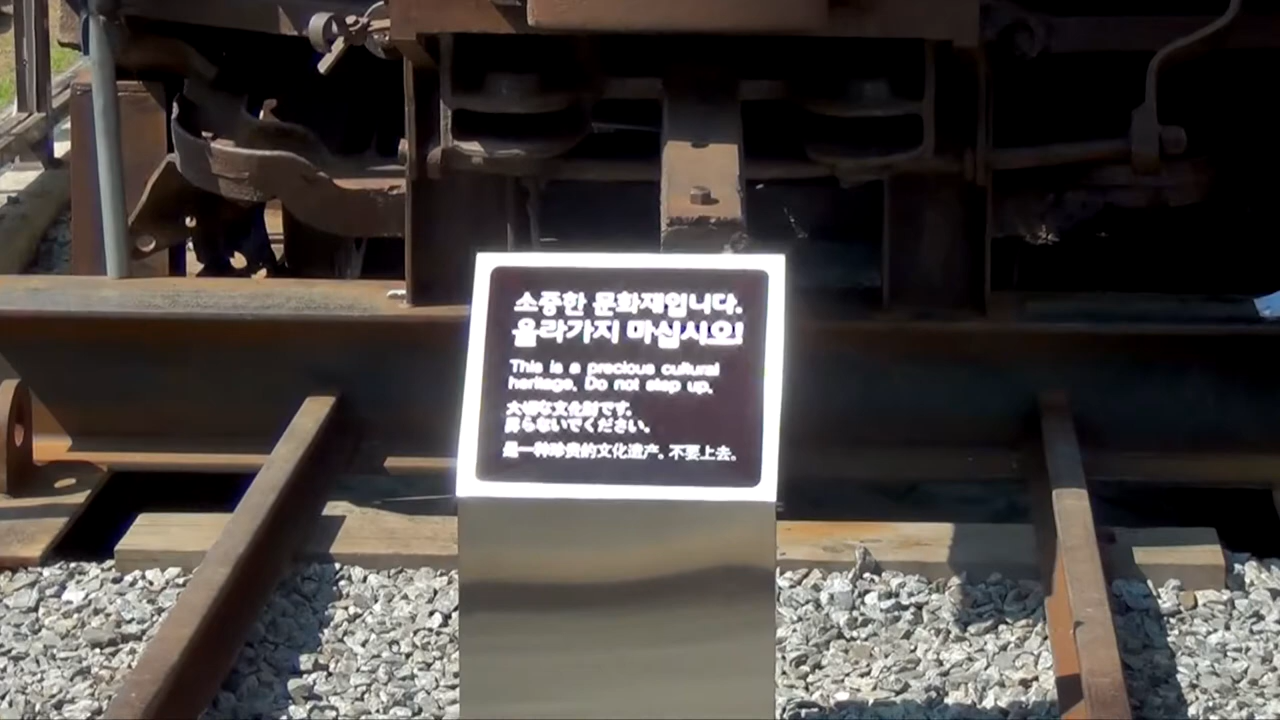 소중한 문화재입니다.
올라가지 마십시오!
This is a precious cultural
heritage. Do not step up.
大切な文化財です。
登らないでください。
是一种珍贵的文化遗产。不要上去。